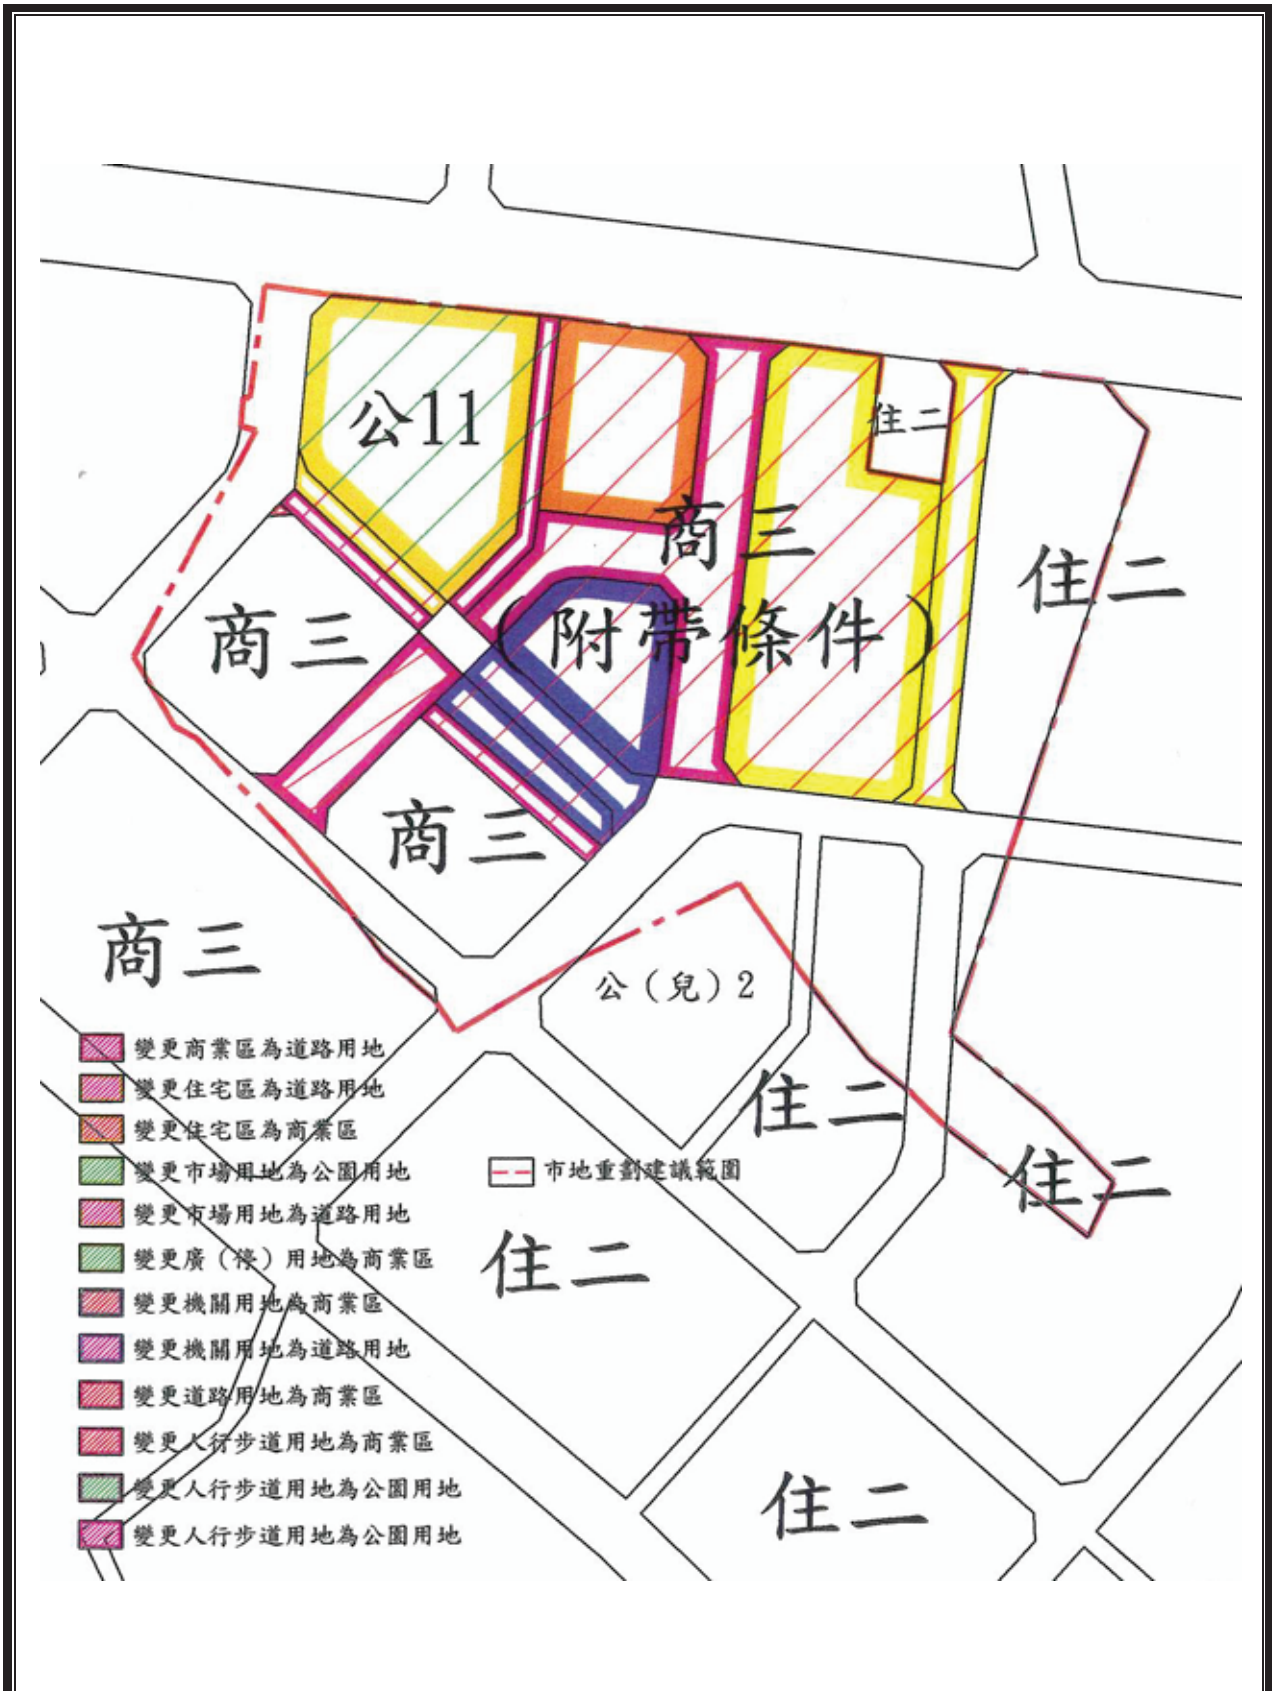 公11
住二
商三
住二
商三
（附帶條件）
商三
商三
公（兒）2
變更商業區為道路用地
變更住宅區為道路用地
住二
變更住宅區為商業區
變更市場用地為公園用地
市地重劃建議範圍
住二
變更市場用地為道路用地
變更廣（停）用地為商業區
住二
變更機關用地為商業區
變更機關用地為道路用地
變更道路用地為商業區
變更人行步道用地為商業區
變更人行步道用地為公園用地
住二
變更人行步道用地為公園用地